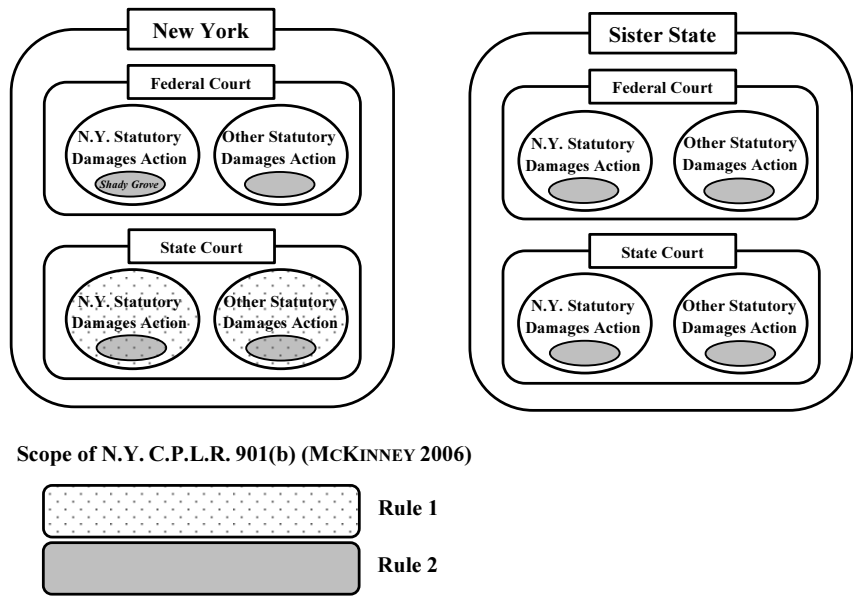 New York
Federal Court
N.Y. Statutory
Damages Action
Shady Grove
Other Statutory
Damages Action
State Court
N.Y. Statutory
Damages Action
Other Statutory
Damages Action
Sister State
Federal Court
N.Y. Statutory
Damages Action
Other Statutory
Damages Action
State Court
N.Y. Statutory
Damages Action
Other Statutory
Damages Action
Scope of N.Y. C.P.L.R. 901(b) (MCKINNEY 2006)
Rule 1
Rule 2